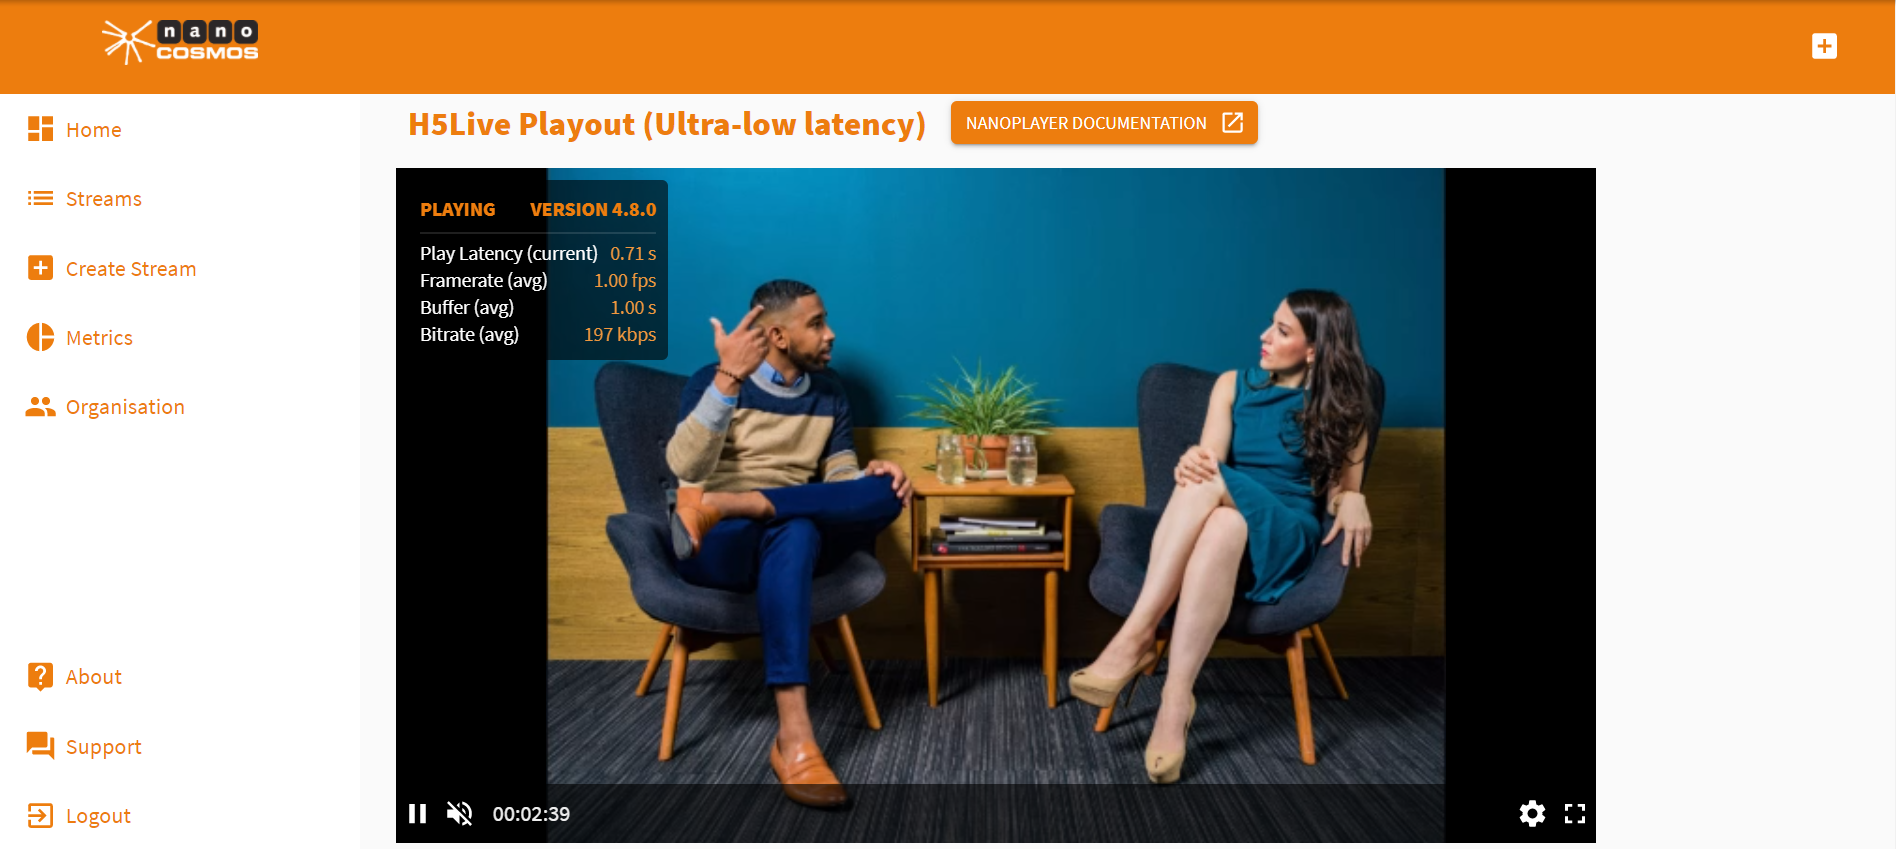 nano
COSMOS
Home
Streams
Create Stream
Metrics
Organisation
About
Support
Logout
H5Live Playout (Ultra-low latency)
NANOPLAYER DOCUMENTATION
PLAYING VERSION 4.8.0
Play Latency (current) 0.71 s
Framerate (avg) 1.00 fps
Buffer (avg) 1.00 s
Bitrate (avg) 197 kbps
00:02:39